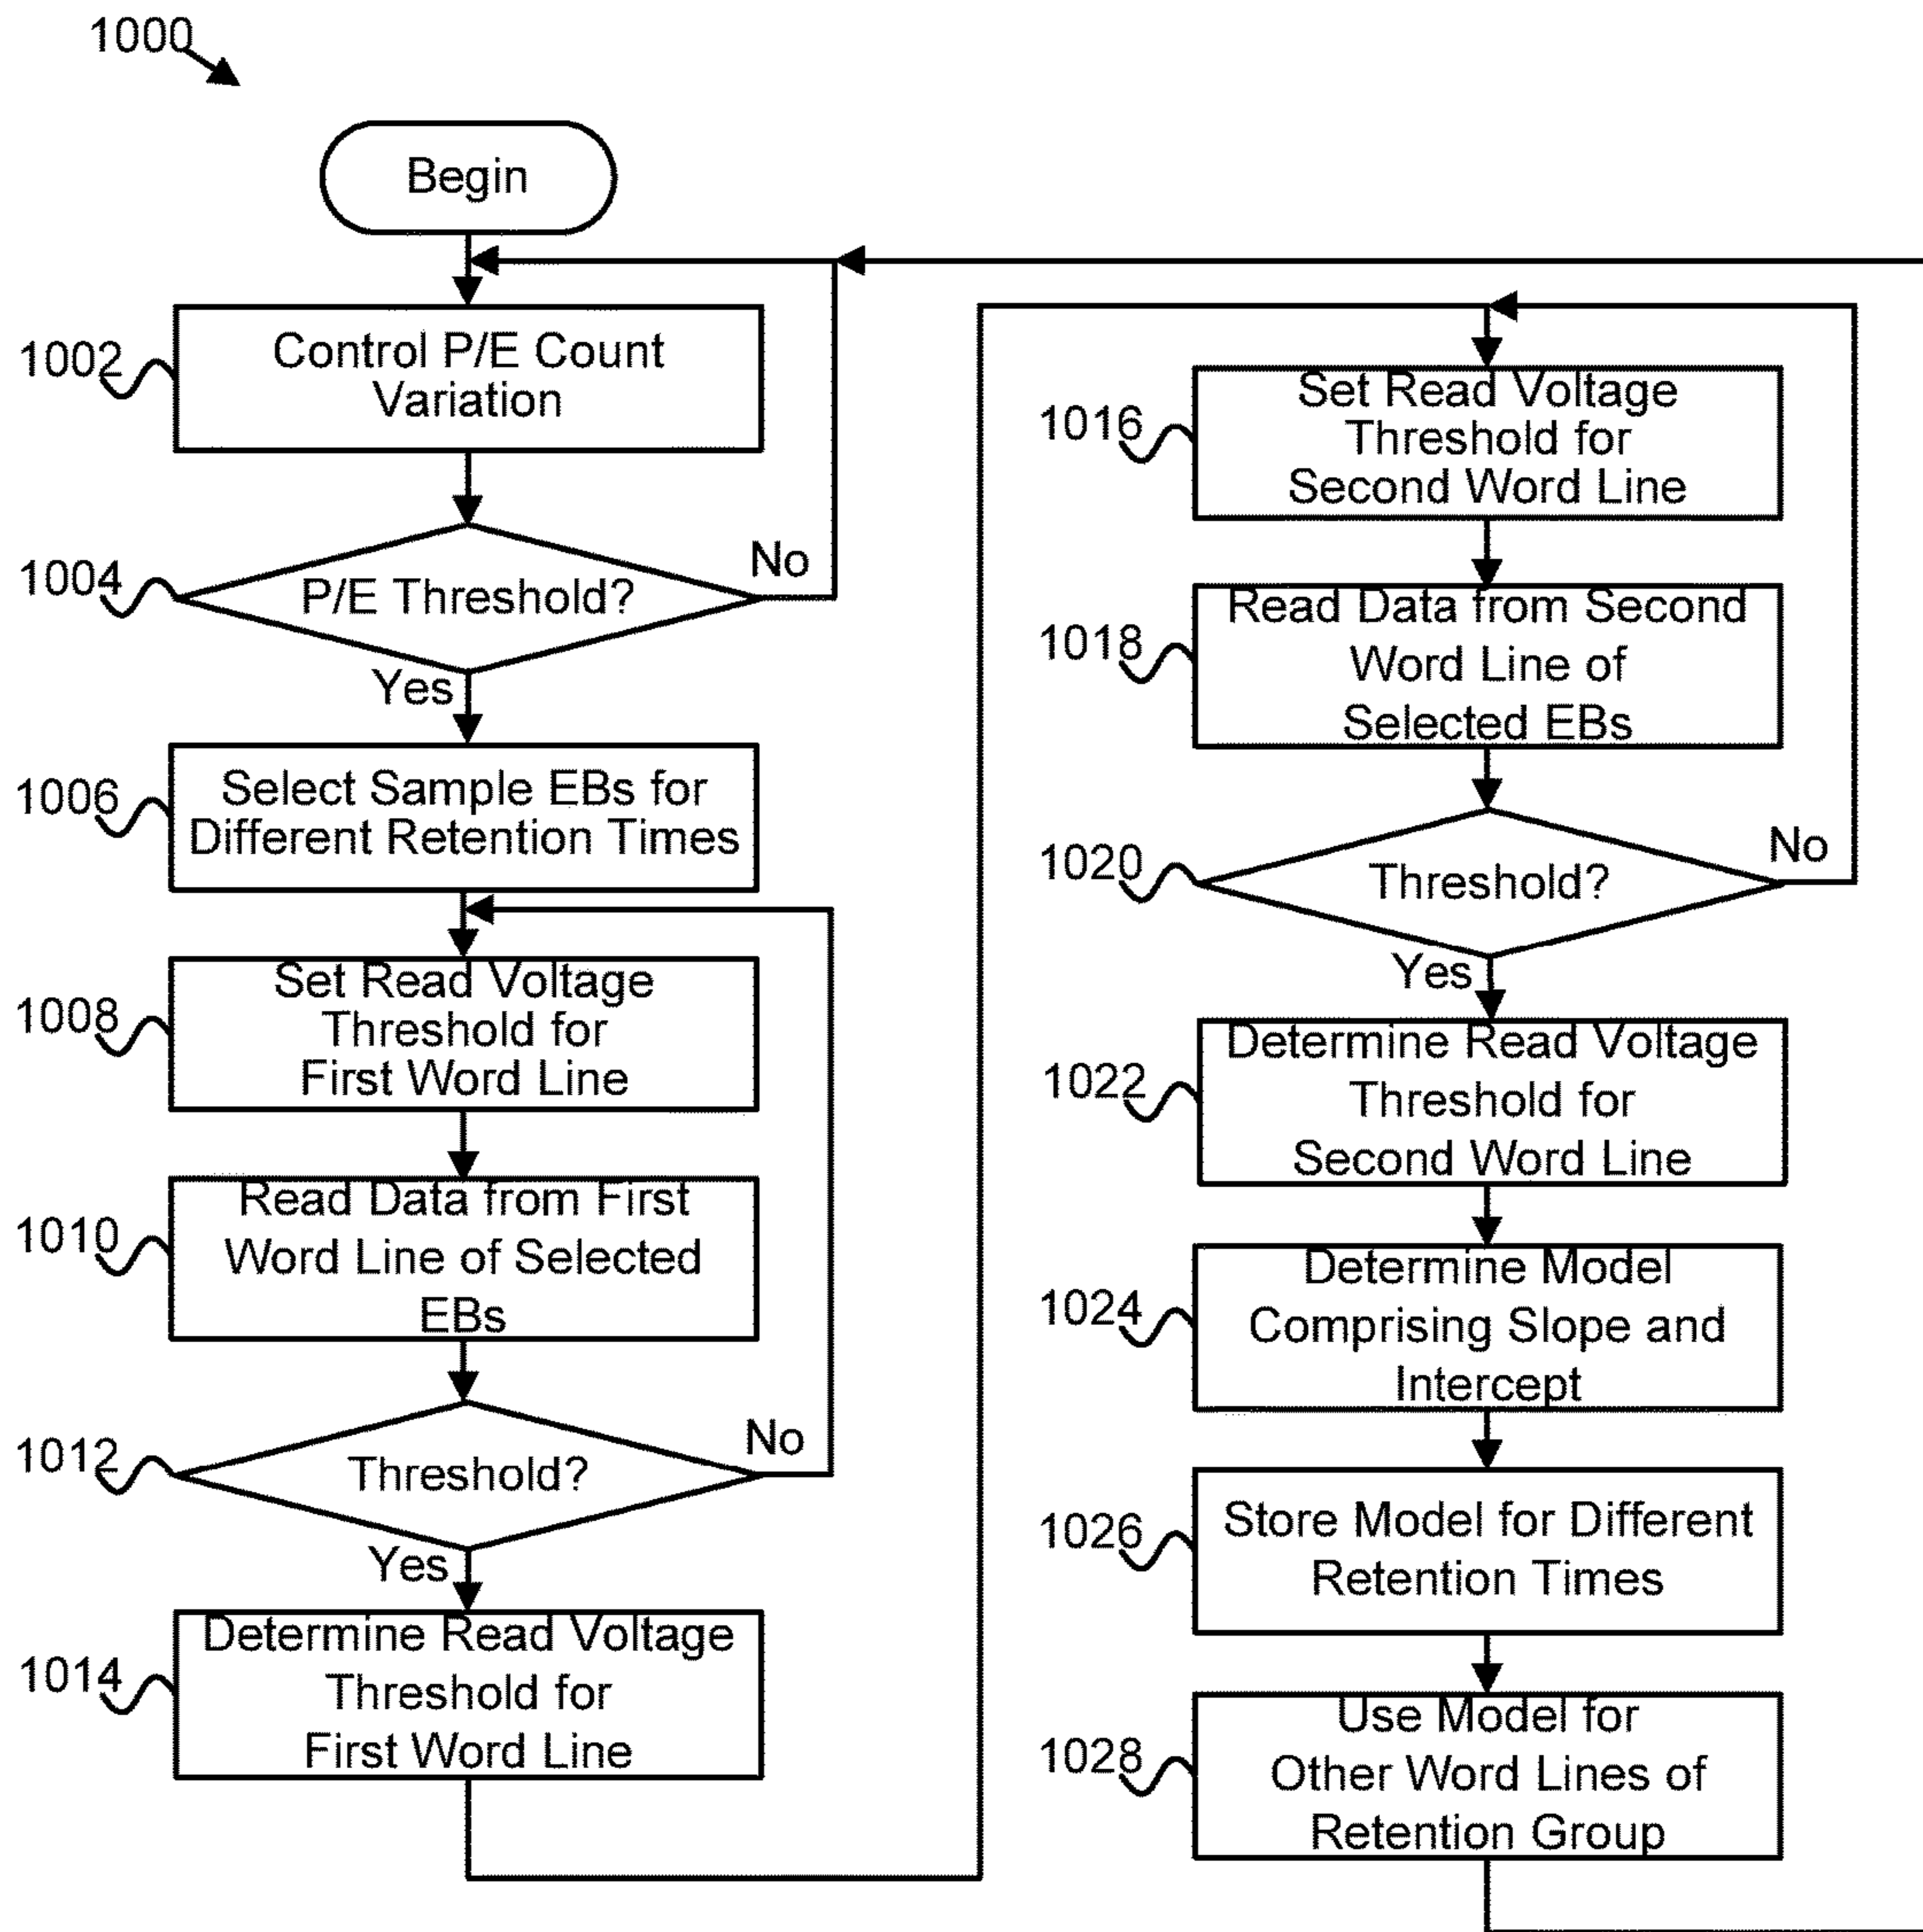 1000
Begin
1002
Control P/E Count
Variation
1004
P/E Threshold?
No
Yes
1006
Select Sample EBs for
Different Retention Times
1008
Set Read Voltage
Threshold for
First Word Line
1010
Read Data from First
Word Line of Selected
EBs
1012
Threshold?
No
Yes
1014
Determine Read Voltage
Threshold for
First Word Line
1016
Set Read Voltage
Threshold for
Second Word Line
1018
Read Data from Second
Word Line of
Selected EBs
1020
Threshold?
No
Yes
1022
Determine Read Voltage
Threshold for
Second Word Line
1024
Determine Model
Comprising Slope and
Intercept
1026
Store Model for Different
Retention Times
1028
Use Model for
Other Word Lines of
Retention Group